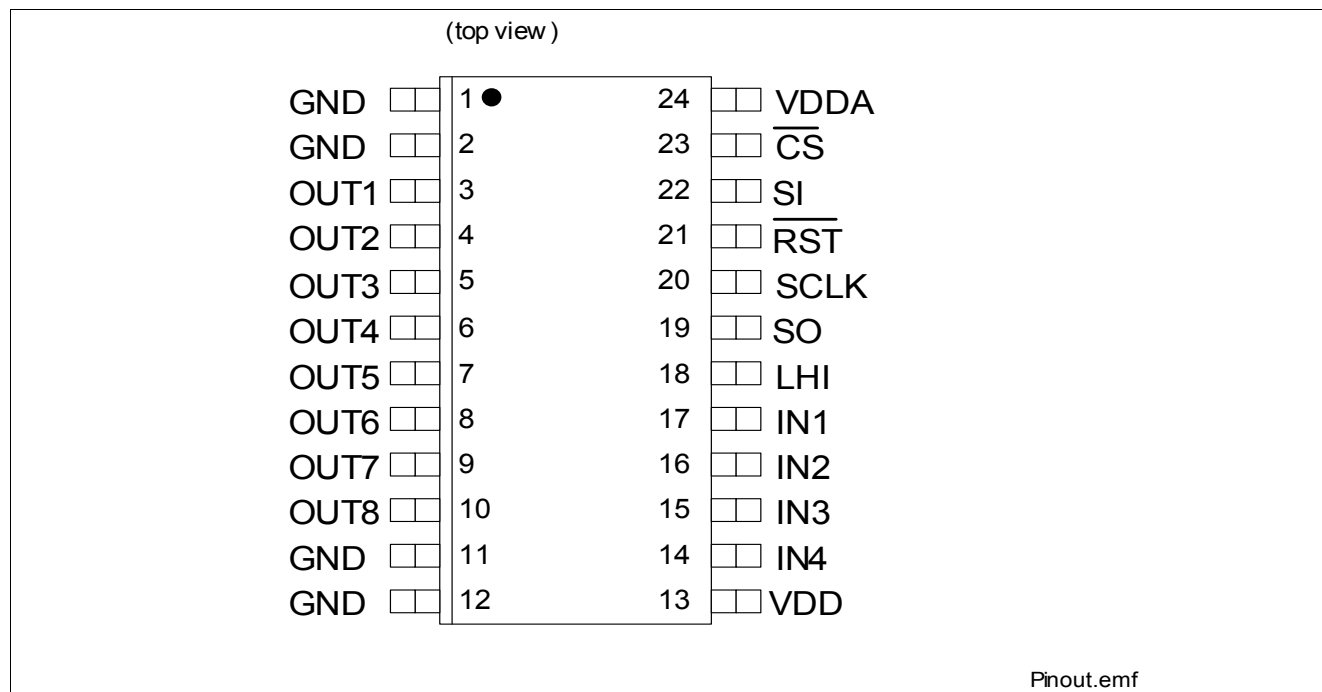 (top view)
GND 1 24 VDDA
GND 2 23 C̅S̅
OUT1 3 22 SI
OUT2 4 21 R̅S̅T̅
OUT3 5 20 SCLK
OUT4 6 19 SO
OUT5 7 18 LHI
OUT6 8 17 IN1
OUT7 9 16 IN2
OUT8 10 15 IN3
GND 11 14 IN4
GND 12 13 VDD
Pinout.emf